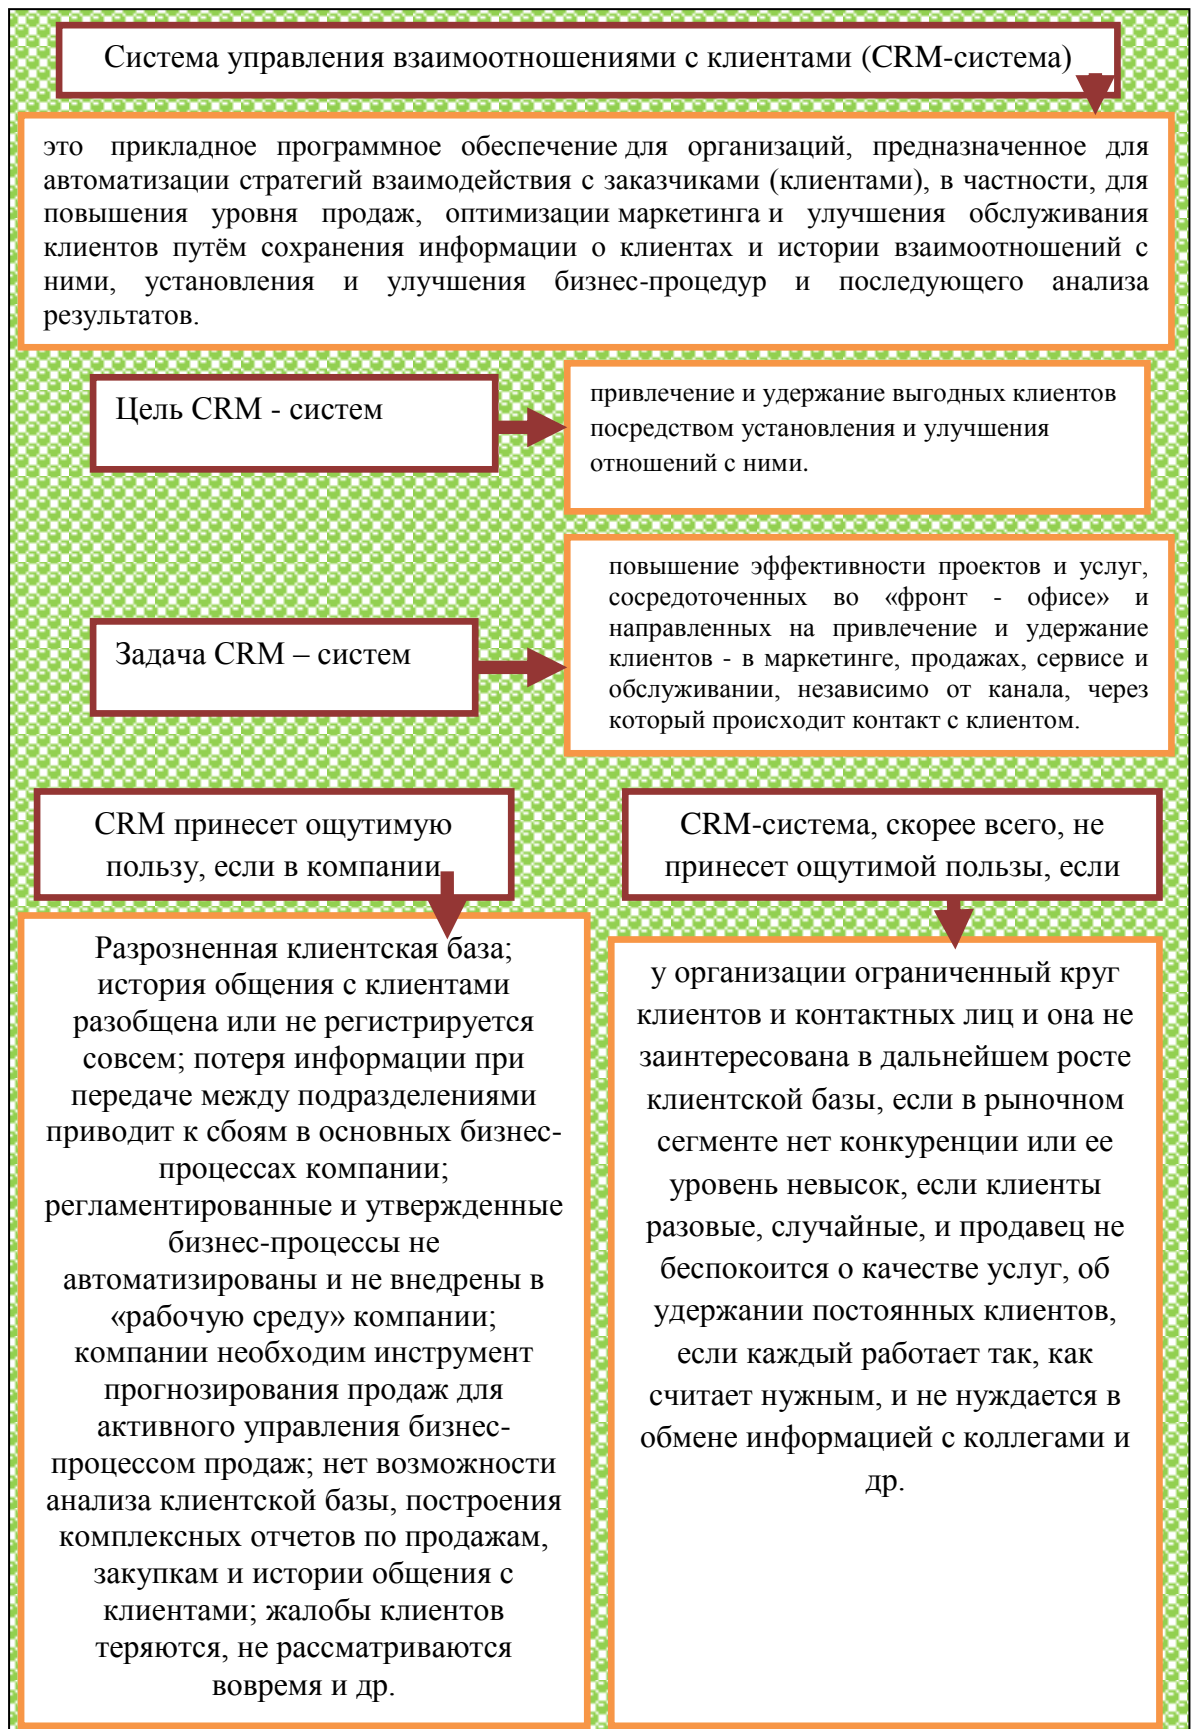 Система управления взаимоотношениями с клиентами (CRM-система)
это прикладное программное обеспечение для организаций, предназначенное для
автоматизации стратегий взаимодействия с заказчиками (клиентами), в частности, для
повышения уровня продаж, оптимизации маркетинга и улучшения обслуживания
клиентов путём сохранения информации о клиентах и истории взаимоотношений с
ними, установления и улучшения бизнес-процедур и последующего анализа
результатов.
Цель CRM - систем
привлечение и удержание выгодных клиентов
посредством установления и улучшения
отношений с ними.
Задача CRM – систем
повышение эффективности проектов и услуг,
сосредоточенных во «фронт - офисе» и
направленных на привлечение и удержание
клиентов - в маркетинге, продажах, сервисе и
обслуживании, независимо от канала, через
который происходит контакт с клиентом.
CRM принесет ощутимую
пользу, если в компании
Разрозненная клиентская база;
история общения с клиентами
разобщена или не регистрируется
совсем; потеря информации при
передаче между подразделениями
приводит к сбоям в основных бизнес-
процессах компании;
регламентированные и утвержденные
бизнес-процессы не
автоматизированы и не внедрены в
«рабочую среду» компании;
компании необходим инструмент
прогнозирования продаж для
активного управления бизнес-
процессом продаж; нет возможности
анализа клиентской базы, построения
комплексных отчетов по продажам,
закупкам и истории общения с
клиентами; жалобы клиентов
теряются, не рассматриваются
вовремя и др.
CRM-система, скорее всего, не
принесет ощутимой пользы, если
у организации ограниченный круг
клиентов и контактных лиц и она не
заинтересована в дальнейшем росте
клиентской базы, если в рыночном
сегменте нет конкуренции или ее
уровень невысок, если клиенты
разовые, случайные, и продавец не
беспокоится о качестве услуг, об
удержании постоянных клиентов,
если каждый работает так, как
считает нужным, и не нуждается в
обмене информацией с коллегами и
др.